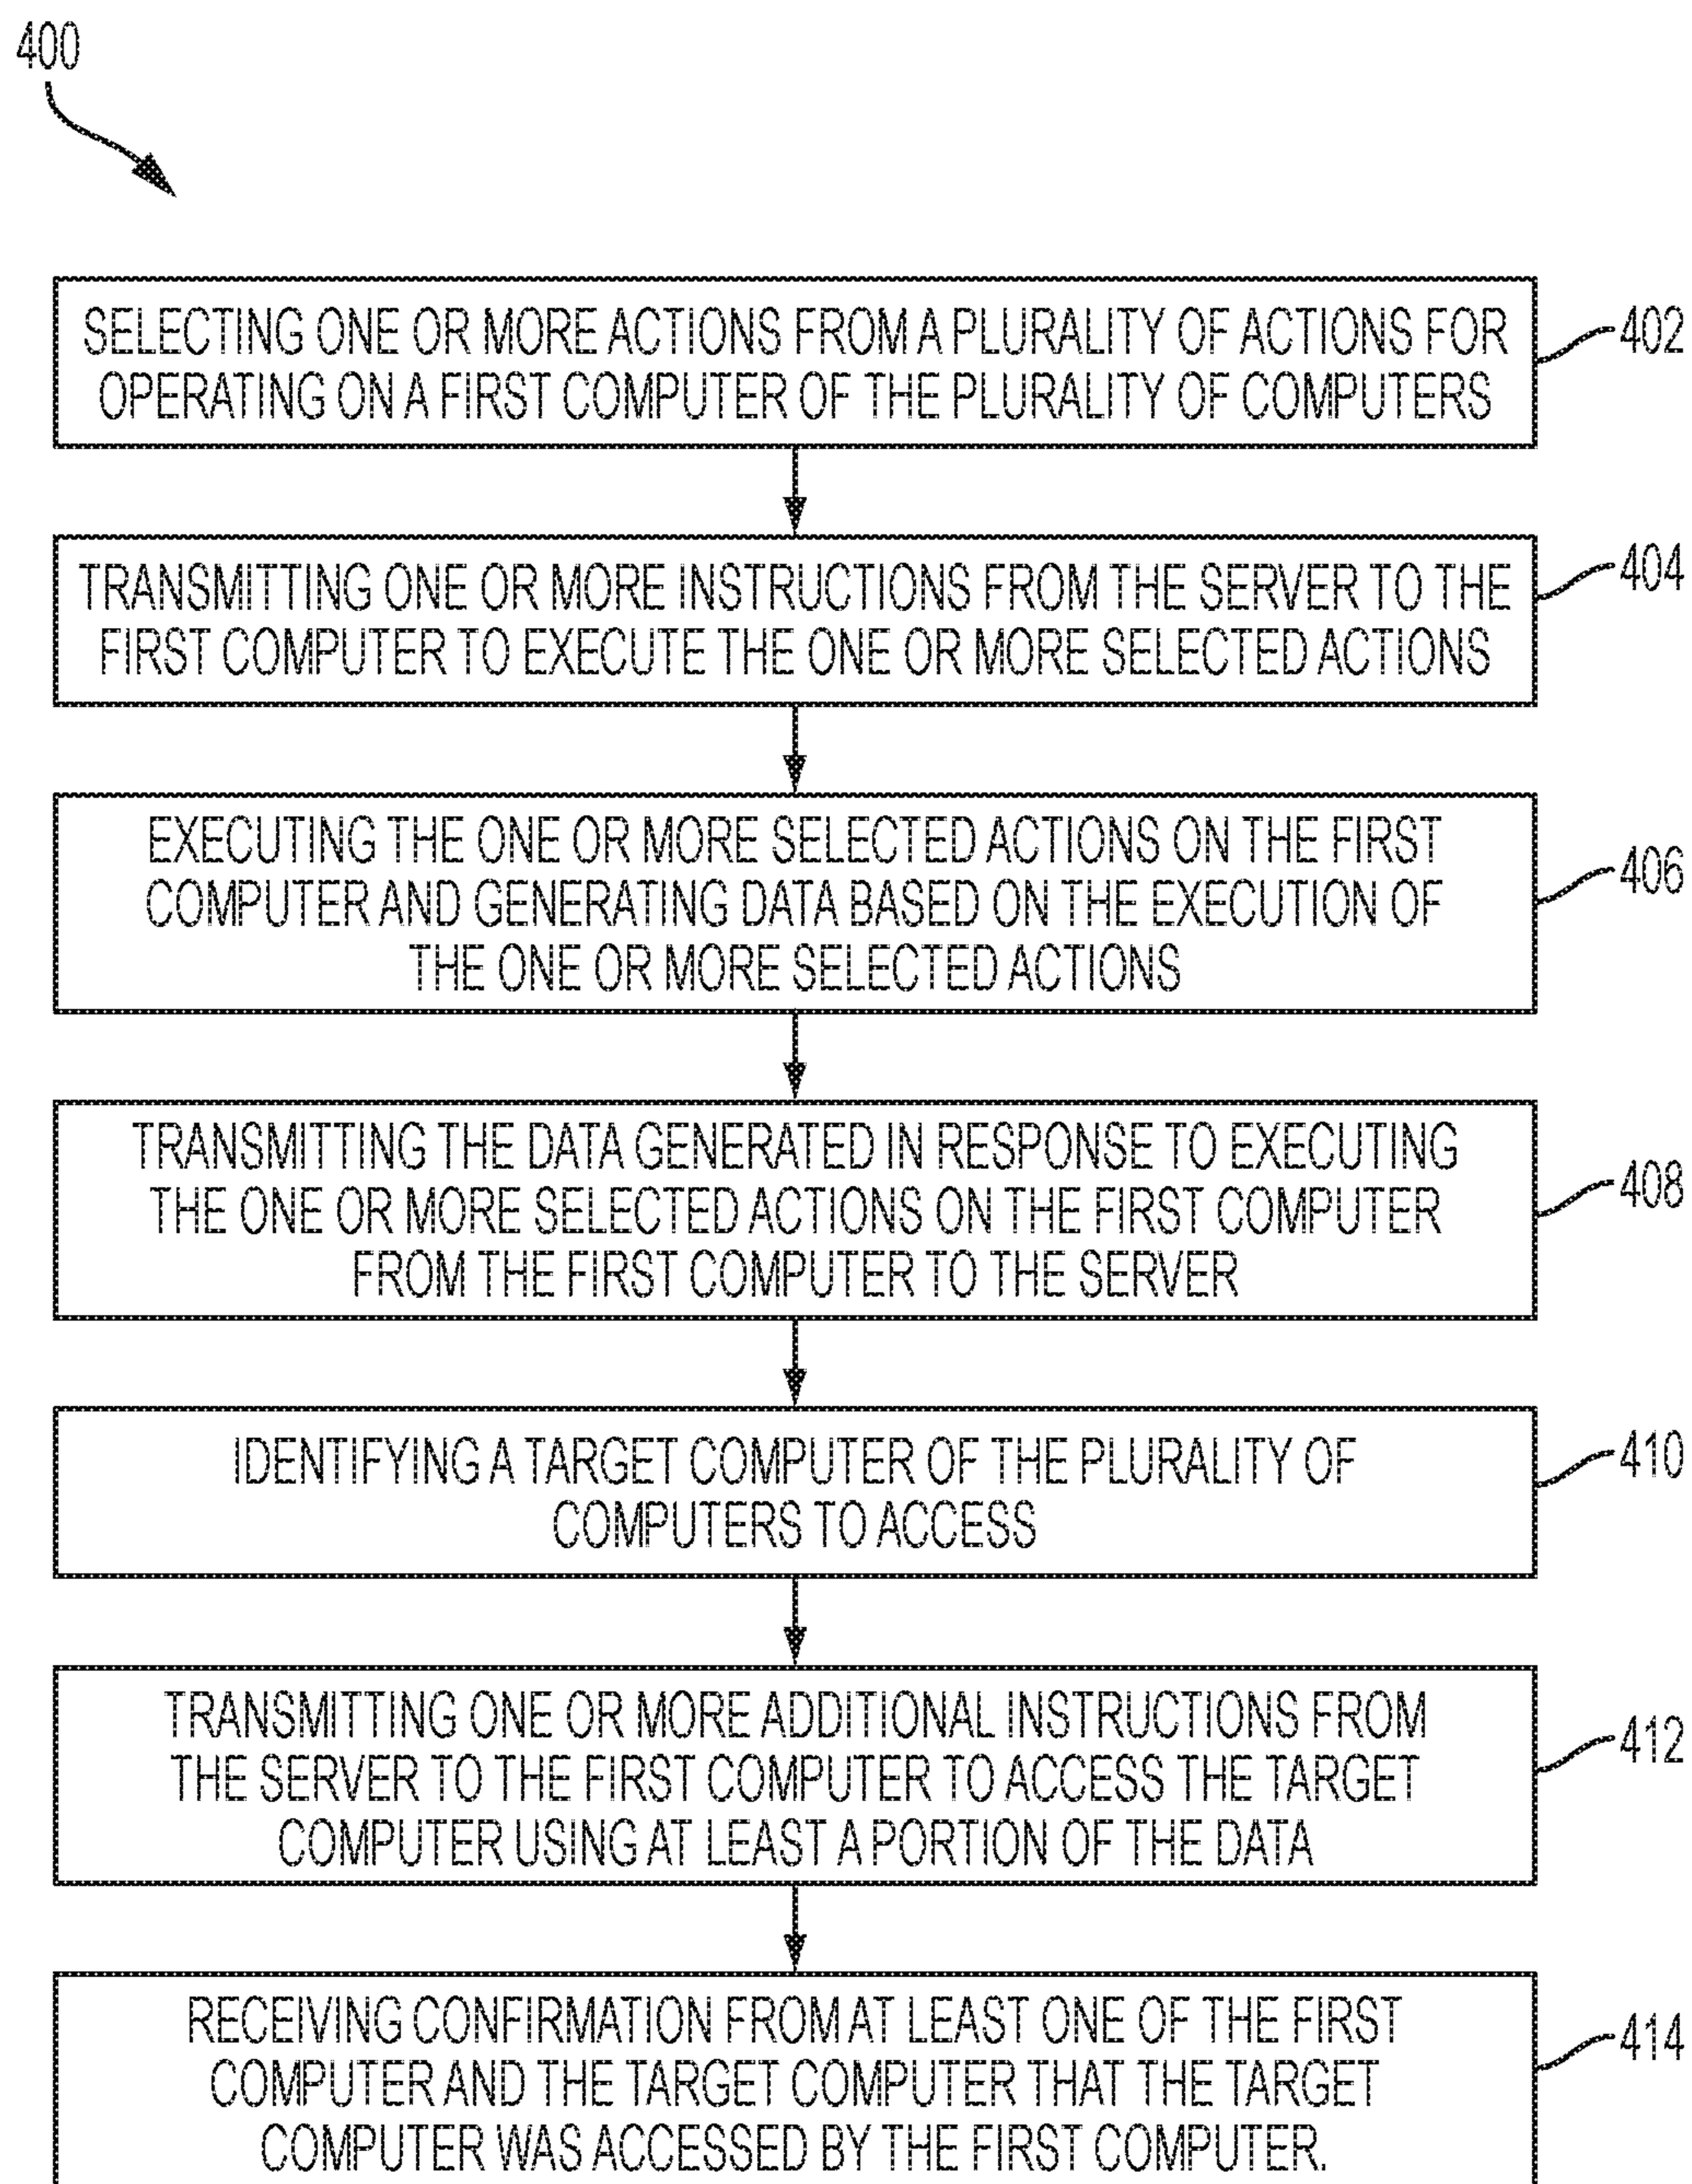 400
SELECTING ONE OR MORE ACTIONS FROM A PLURALITY OF ACTIONS FOR
OPERATING ON A FIRST COMPUTER OF THE PLURALITY OF COMPUTERS
402
TRANSMITTING ONE OR MORE INSTRUCTIONS FROM THE SERVER TO THE
FIRST COMPUTER TO EXECUTE THE ONE OR MORE SELECTED ACTIONS
404
EXECUTING THE ONE OR MORE SELECTED ACTIONS ON THE FIRST
COMPUTER AND GENERATING DATA BASED ON THE EXECUTION OF
THE ONE OR MORE SELECTED ACTIONS
406
TRANSMITTING THE DATA GENERATED IN RESPONSE TO EXECUTING
THE ONE OR MORE SELECTED ACTIONS ON THE FIRST COMPUTER
FROM THE FIRST COMPUTER TO THE SERVER
408
IDENTIFYING A TARGET COMPUTER OF THE PLURALITY OF
COMPUTERS TO ACCESS
410
TRANSMITTING ONE OR MORE ADDITIONAL INSTRUCTIONS FROM
THE SERVER TO THE FIRST COMPUTER TO ACCESS THE TARGET
COMPUTER USING AT LEAST A PORTION OF THE DATA
412
RECEIVING CONFIRMATION FROM AT LEAST ONE OF THE FIRST
COMPUTER AND THE TARGET COMPUTER THAT THE TARGET
COMPUTER WAS ACCESSED BY THE FIRST COMPUTER.
414